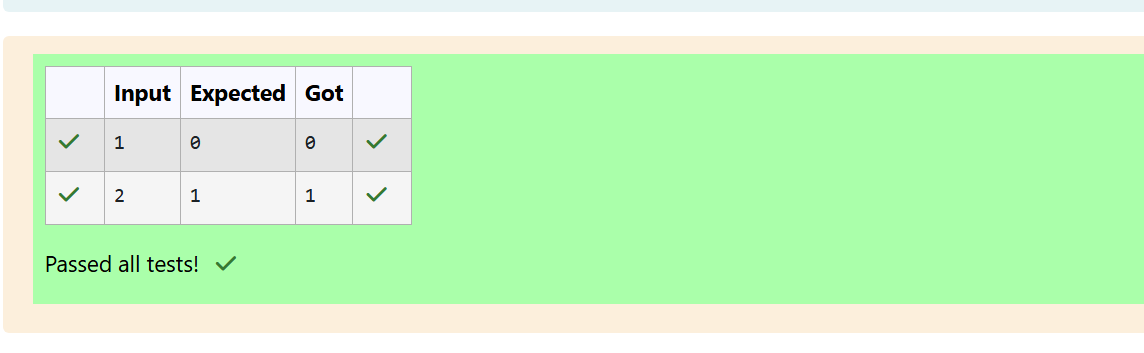 Input Expected Got
1 0 0
2 1 1
Passed all tests!